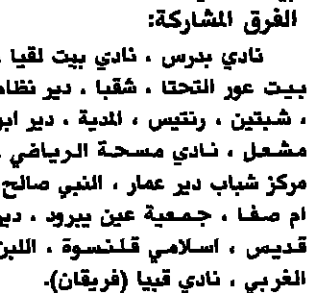 الفرق المشاركة:
نادي بدرس ، نادي بيت لقيا ،
بيت عور التحتا ، شقبا ، دير نظام
، شبتين ، رنتيس ، المدية ، دير ابو
مشعل ، نادي مسحة الرياضي ،
مركز شباب دير عمار ، النبي صالح
ام صفا ، جمعية عين يبرود ، دير
قديس ، اسلامي قلنسوة ، اللبن
الغربي ، نادي قبيا (فريقان).